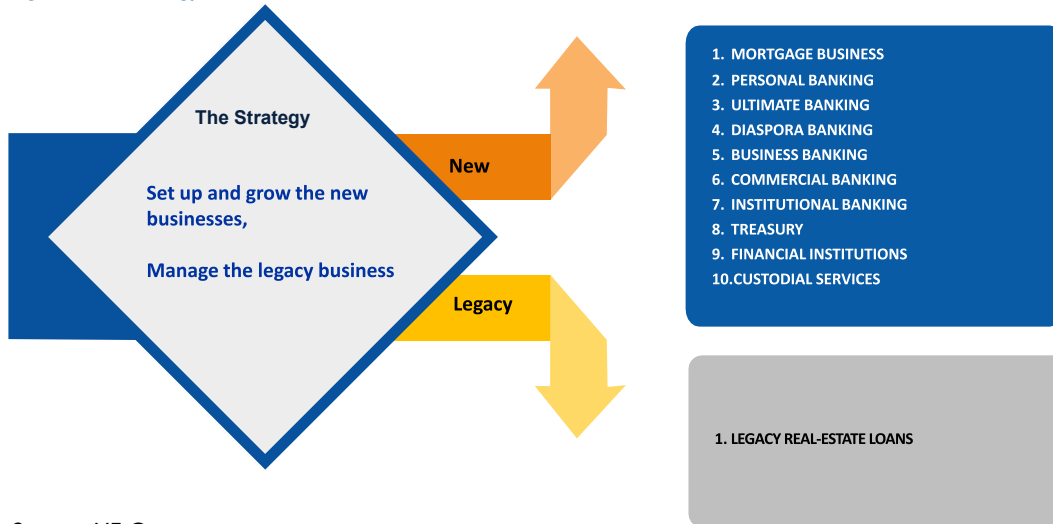 The Strategy
Set up and grow the new
businesses,
Manage the legacy business
New
Legacy
1. MORTGAGE BUSINESS
2. PERSONAL BANKING
3. ULTIMATE BANKING
4. DIASPORA BANKING
5. BUSINESS BANKING
6. COMMERCIAL BANKING
7. INSTITUTIONAL BANKING
8. TREASURY
9. FINANCIAL INSTITUTIONS
10.CUSTODIAL SERVICES
1. LEGACY REAL-ESTATE LOANS